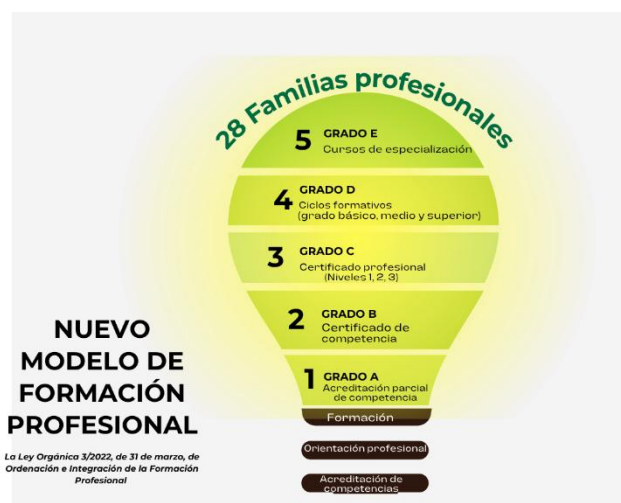 28 Familias profesionales
5 GRADO E
Cursos de especialización
4 GRADO D
Ciclos formativos
(grado básico, medio y superior)
3 GRADO C
Certificado profesional
(Niveles 1, 2, 3)
2 GRADO B
Certificado de
competencia
1 GRADO A
Acreditación parcial
de competencia
Formación
Orientación profesional
Acreditación de
competencias
NUEVO
MODELO DE
FORMACIÓN
PROFESIONAL
La Ley Orgánica 3/2022, de 31 de marzo, de
Ordenación e Integración de la Formación
Profesional